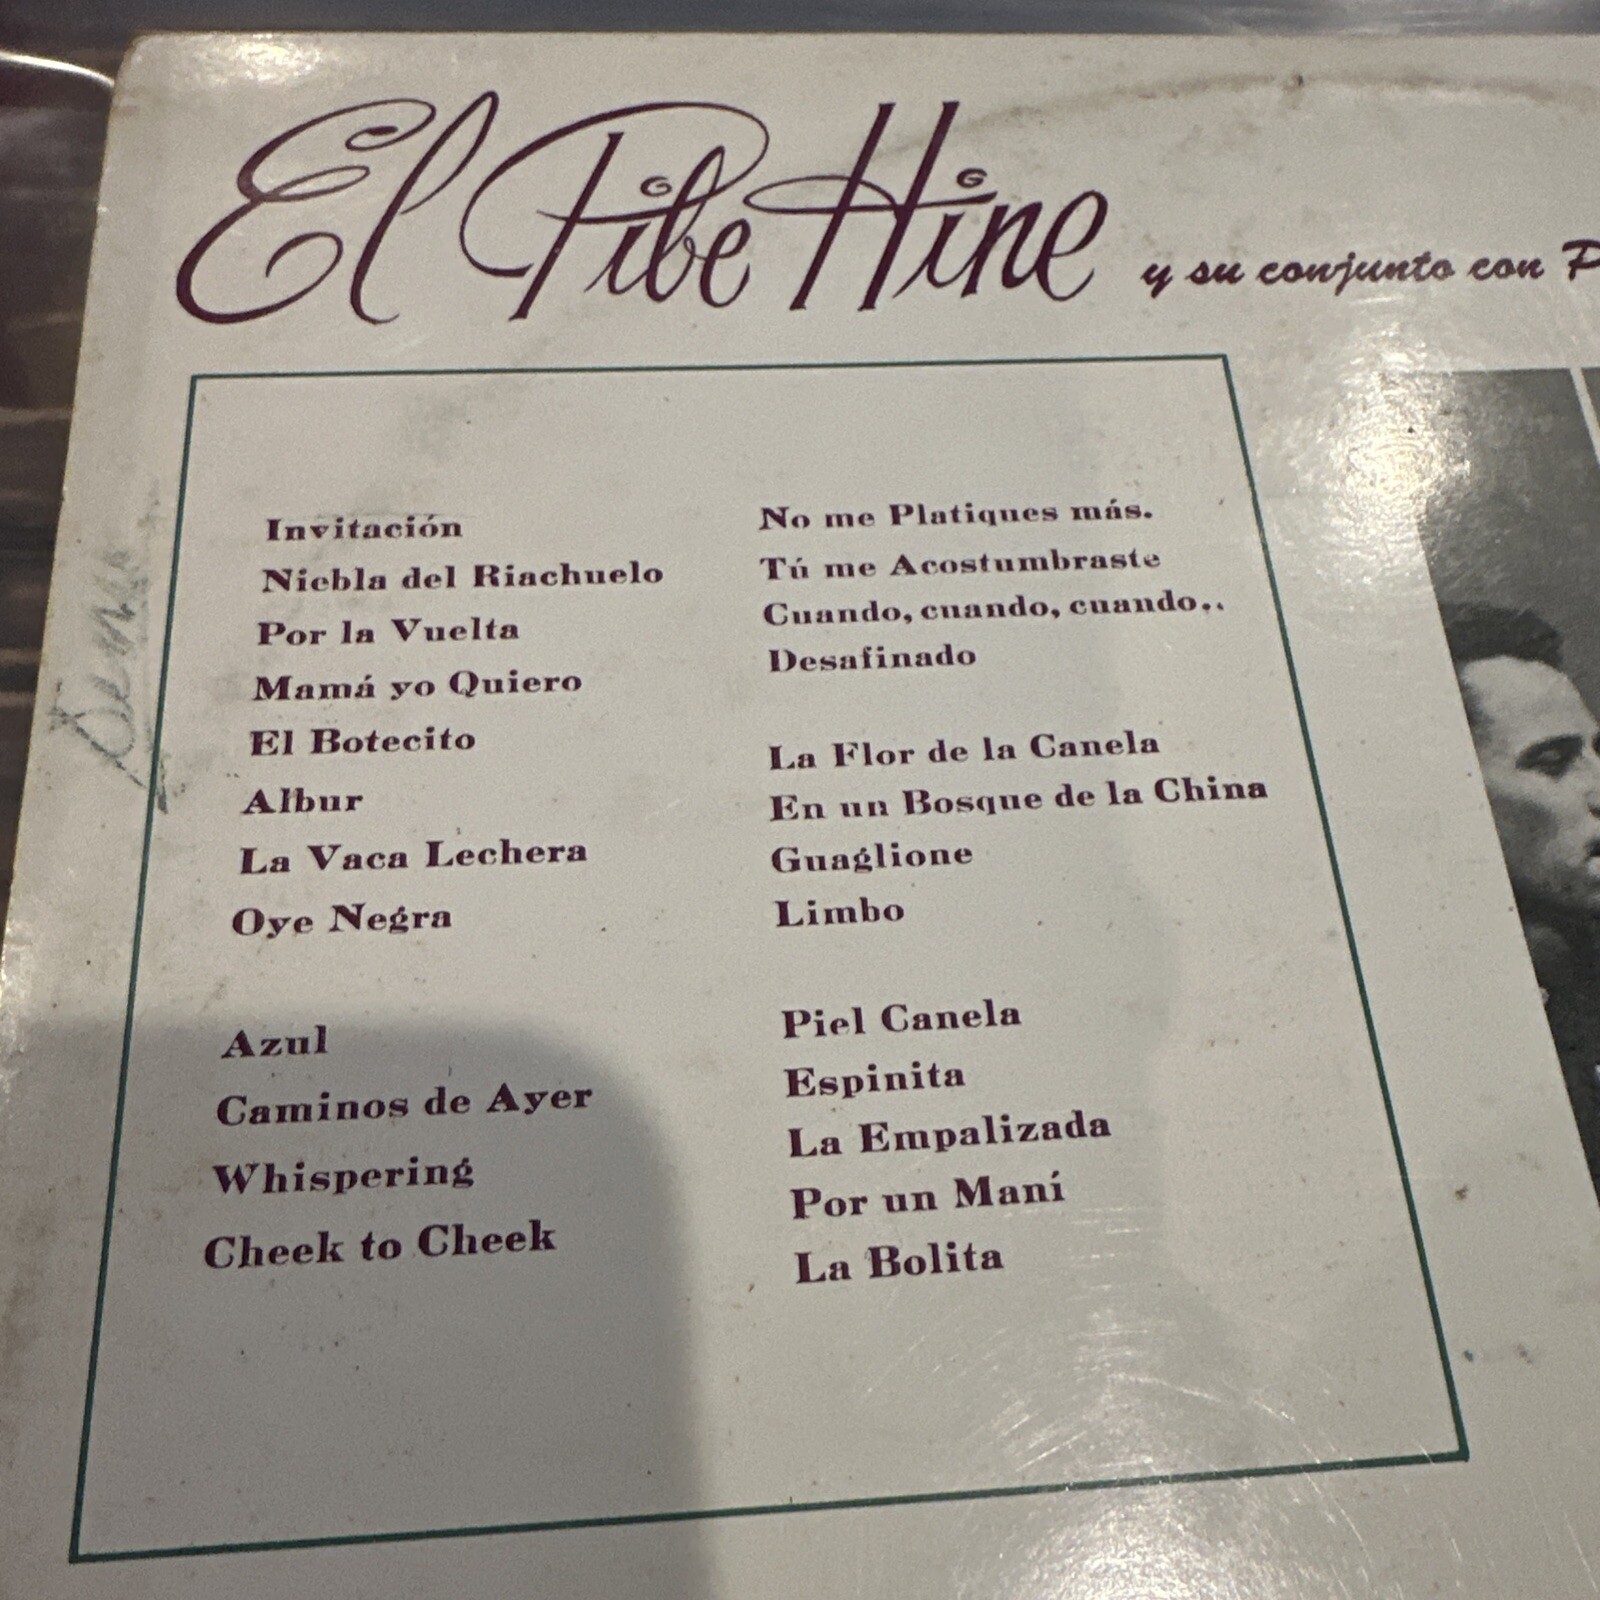 El Pibe Hine y su conjunto con
Invitación
Niebla del Riachuelo
Por la Vuelta
Mamá yo Quiero
El Botecito
Albur
La Vaca Lechera
Oye Negra
Azul
Caminos de Ayer
Whispering
Cheek to Cheek
No me Platiques más.
Tú me Acostumbraste
Cuando, cuando, cuando..
Desafinado
La Flor de la Canela
En un Bosque de la China
Guaglione
Limbo
Piel Canela
Espinita
La Empalizada
Por un Maní
La Bolita